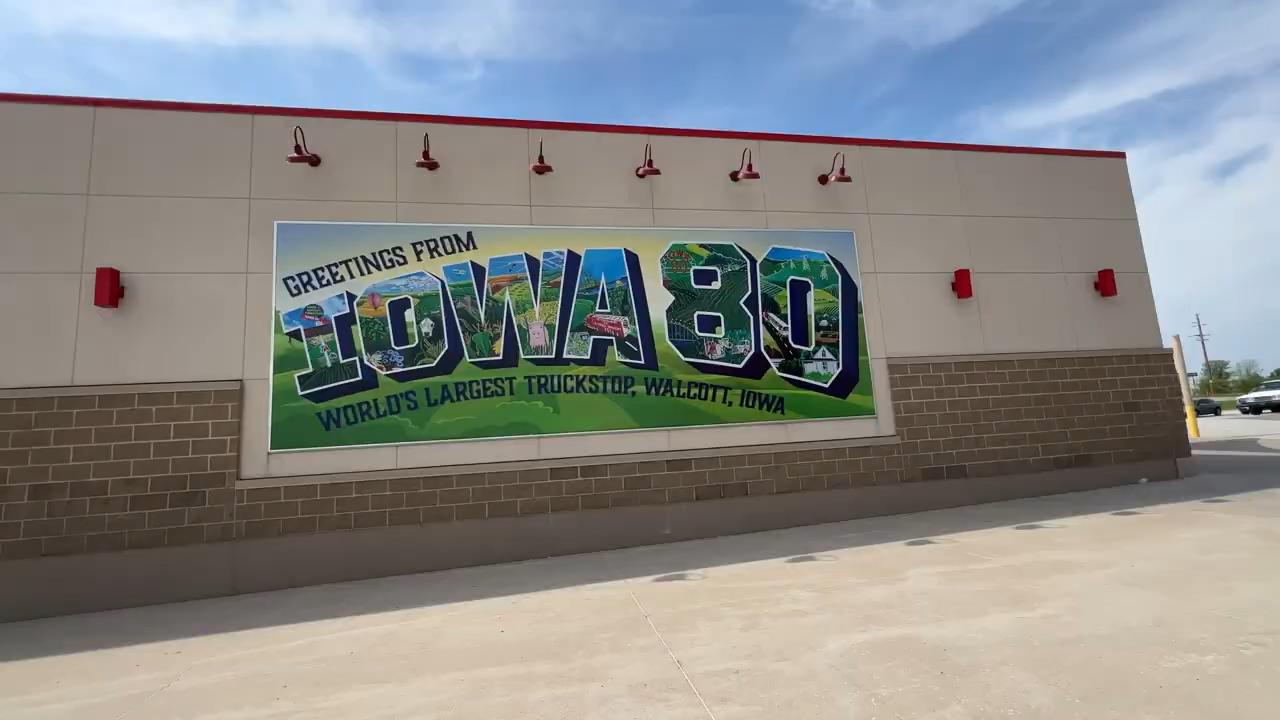 GREETINGS FROM
IOWA 80
WORLD'S LARGEST TRUCKSTOP, WALCOTT, IOWA